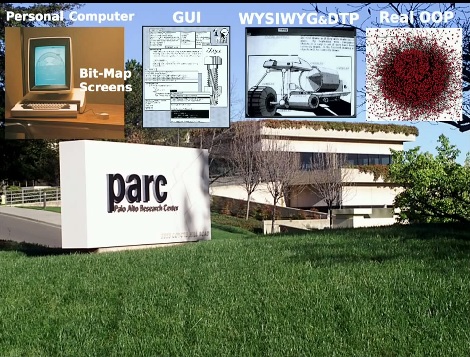 Personal Computer
GUI
WYSIWYG&DTP
Real OOP
Bit-Map
Screens
parc
Palo Alto Research Center